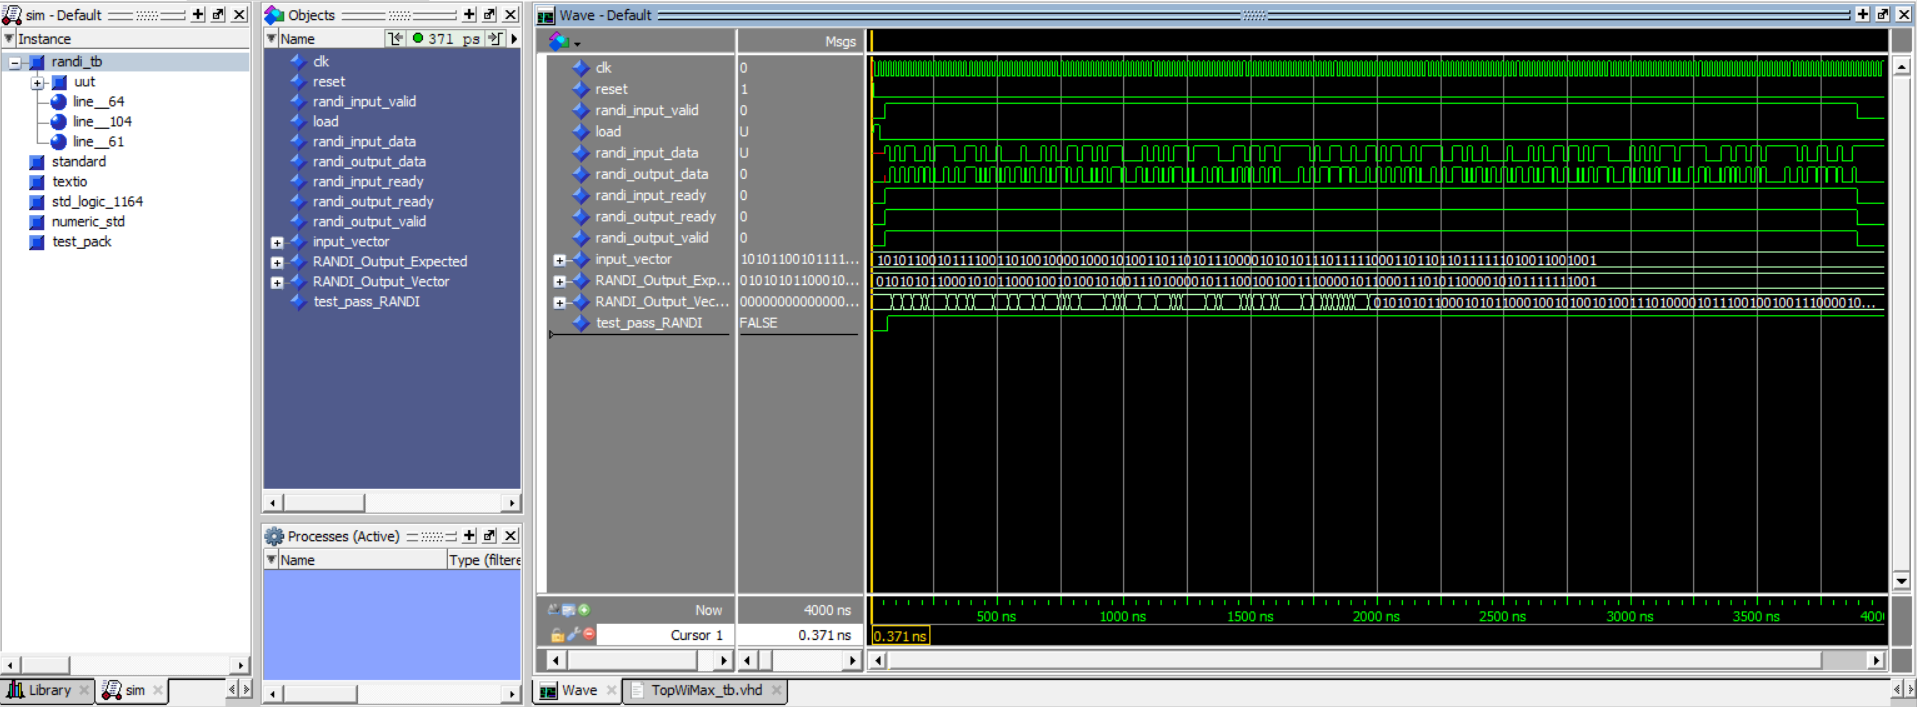 sim - Default
Instance
randi_tb
uut
line__64
line__104
line__61
standard
textio
std_logic_1164
numeric_std
test_pack
Library
sim
Objects
Name
371 ps
clk
reset
randi_input_valid
load
randi_input_data
randi_output_data
randi_input_ready
randi_output_ready
randi_output_valid
input_vector
RANDI_Output_Expected
RANDI_Output_Vector
test_pass_RANDI
Processes (Active)
Name Type (filtere
Wave - Default
Msgs
clk 0
reset 1
randi_input_valid 0
load U
randi_input_data U
randi_output_data 0
randi_input_ready 0
randi_output_ready 0
randi_output_valid 0
input_vector 10101100101111...
RANDI_Output_Exp... 01010101100010...
RANDI_Output_Vec... 00000000000000...
test_pass_RANDI FALSE
Now 4000 ns
Cursor 1 0.371 ns
500 ns 1000 ns 1500 ns 2000 ns 2500 ns 3000 ns 3500 ns 400
0.371 ns
Wave
TopWiMax_tb.vhd